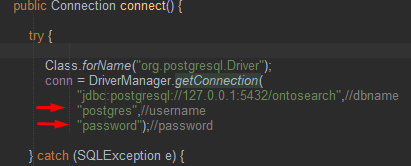 public Connection connect() {
try {
Class.forName("org.postgresql.Driver");
conn = DriverManager.getConnection(
"jdbc:postgresql://127.0.0.1:5432/ontosearch",//dbname
"postgres",//username
"password");//password
} catch (SQLException e) {